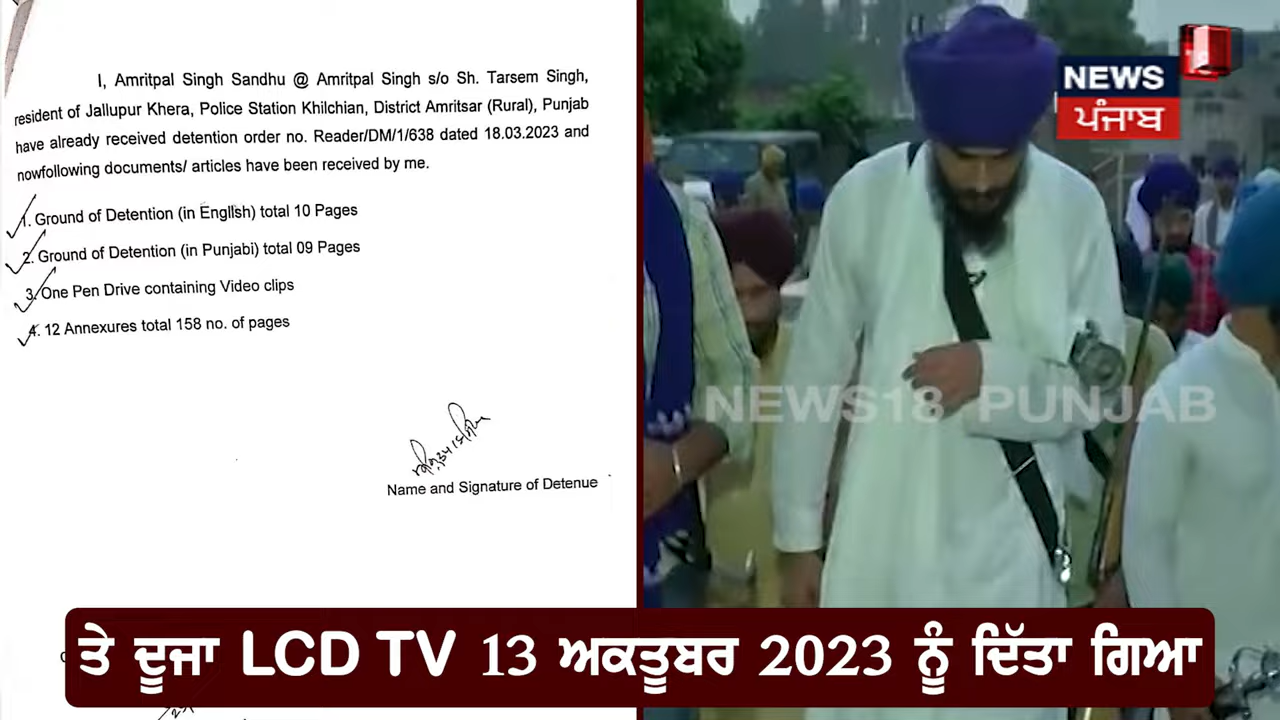 I, Amritpal Singh Sandhu @ Amritpal Singh s/o Sh. Tarsem Singh,
resident of Jallupur Khera, Police Station Khilchian, District Amritsar (Rural), Punjab
have already received detention order no. Reader/DM/1/638 dated 18.03.2023 and
nowfollowing documents/ articles have been received by me.
1. Ground of Detention (in English) total 10 Pages
2. Ground of Detention (in Punjabi) total 09 Pages
3. One Pen Drive containing Video clips
4. 12 Annexures total 158 no. of pages
Name and Signature of Detenue
NEWS
ਪੰਜਾਬ
NEWS18 PUNJAB
ਤੇ ਦੂਜਾ LCD TV 13 ਅਕਤੂਬਰ 2023 ਨੂੰ ਦਿੱਤਾ ਗਿਆ